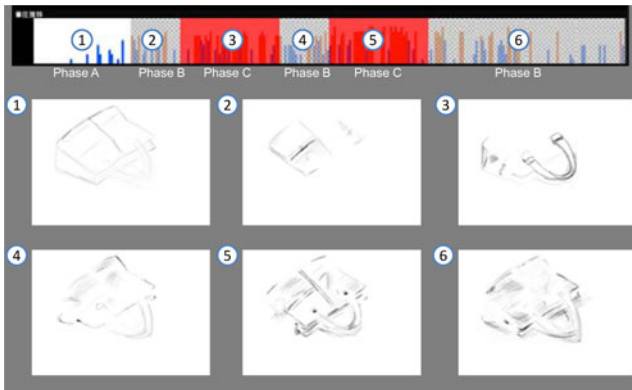 ① ② ③ ④ ⑤ ⑥
Phase A Phase B Phase C Phase B Phase C Phase B
① ② ③
④ ⑤ ⑥